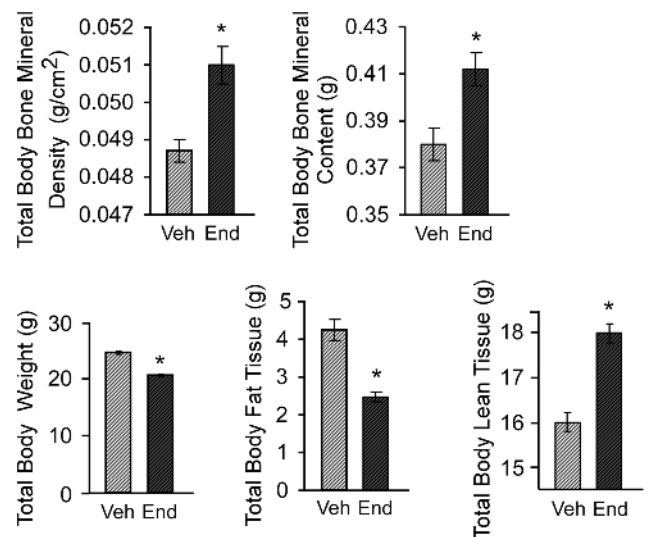 Total Body Bone Mineral
Density (g/cm²)
0.052
0.051
0.050
0.049
0.048
0.047
*
Veh End
Total Body Bone Mineral
Content (g)
0.43
0.41
0.39
0.37
0.35
*
Veh End
Total Body Weight (g)
30
20
10
0
*
Veh End
Total Body Fat Tissue (g)
5
4
3
2
1
0
*
Veh End
Total Body Lean Tissue (g)
18
17
16
15
*
Veh End